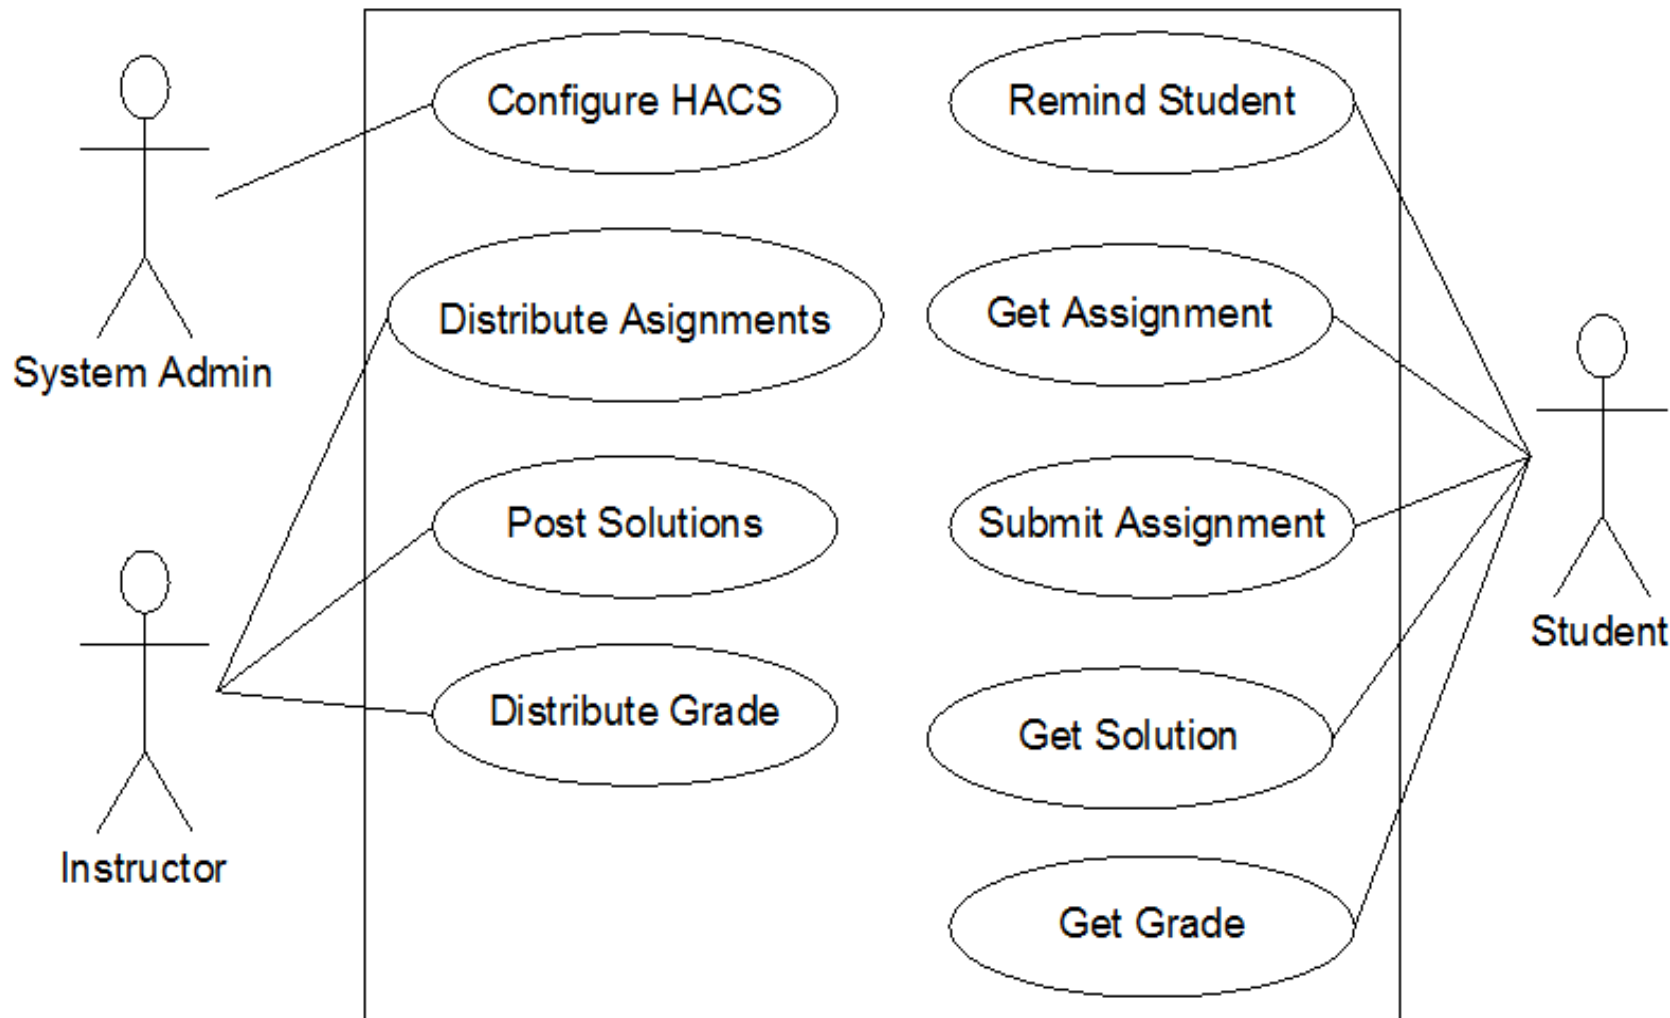 Configure HACS
Remind Student
Distribute Asignments
Get Assignment
System Admin
Post Solutions
Submit Assignment
Student
Distribute Grade
Get Solution
Instructor
Get Grade